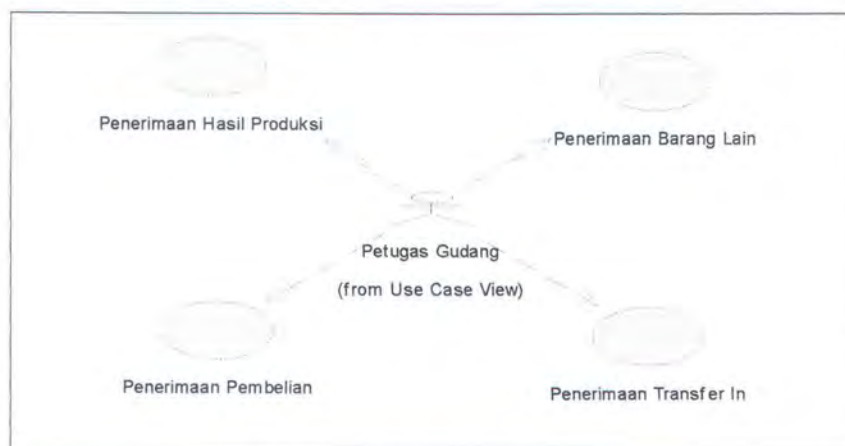 Penerimaan Hasil Produksi
Penerimaan Barang Lain
Petugas Gudang
(from Use Case View)
Penerimaan Pembelian
Penerimaan Transfer In